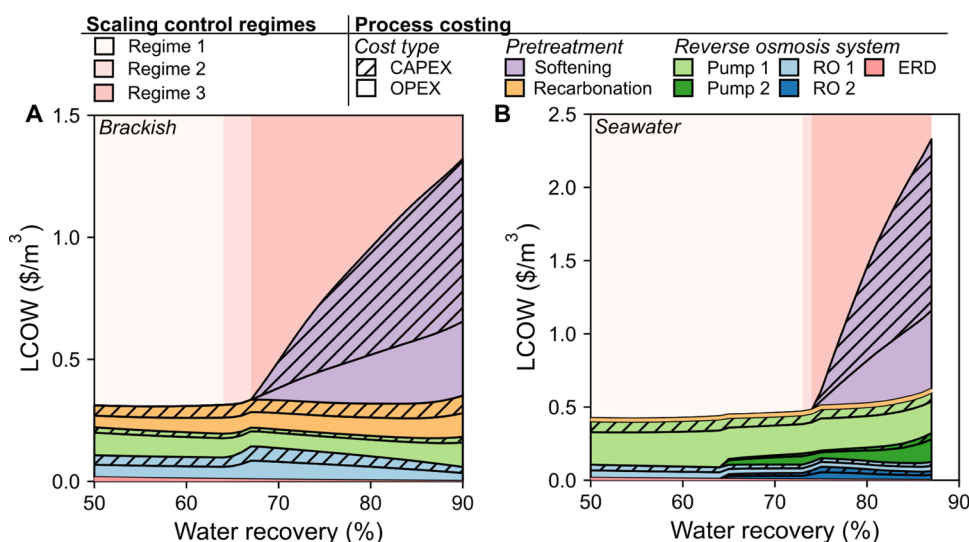 Scaling control regimes
Process costing
Regime 1
Regime 2
Regime 3
Cost type
CAPEX
OPEX
Pretreatment
Softening
Recarbonation
Reverse osmosis system
Pump 1
RO 1
ERD
Pump 2
RO 2
A
Brackish
1.5
1.0
0.5
0.0
LCOW ($/m³)
50 60 70 80 90
Water recovery (%)
B
Seawater
2.5
2.0
1.5
1.0
0.5
0.0
LCOW ($/m³)
50 60 70 80 90
Water recovery (%)